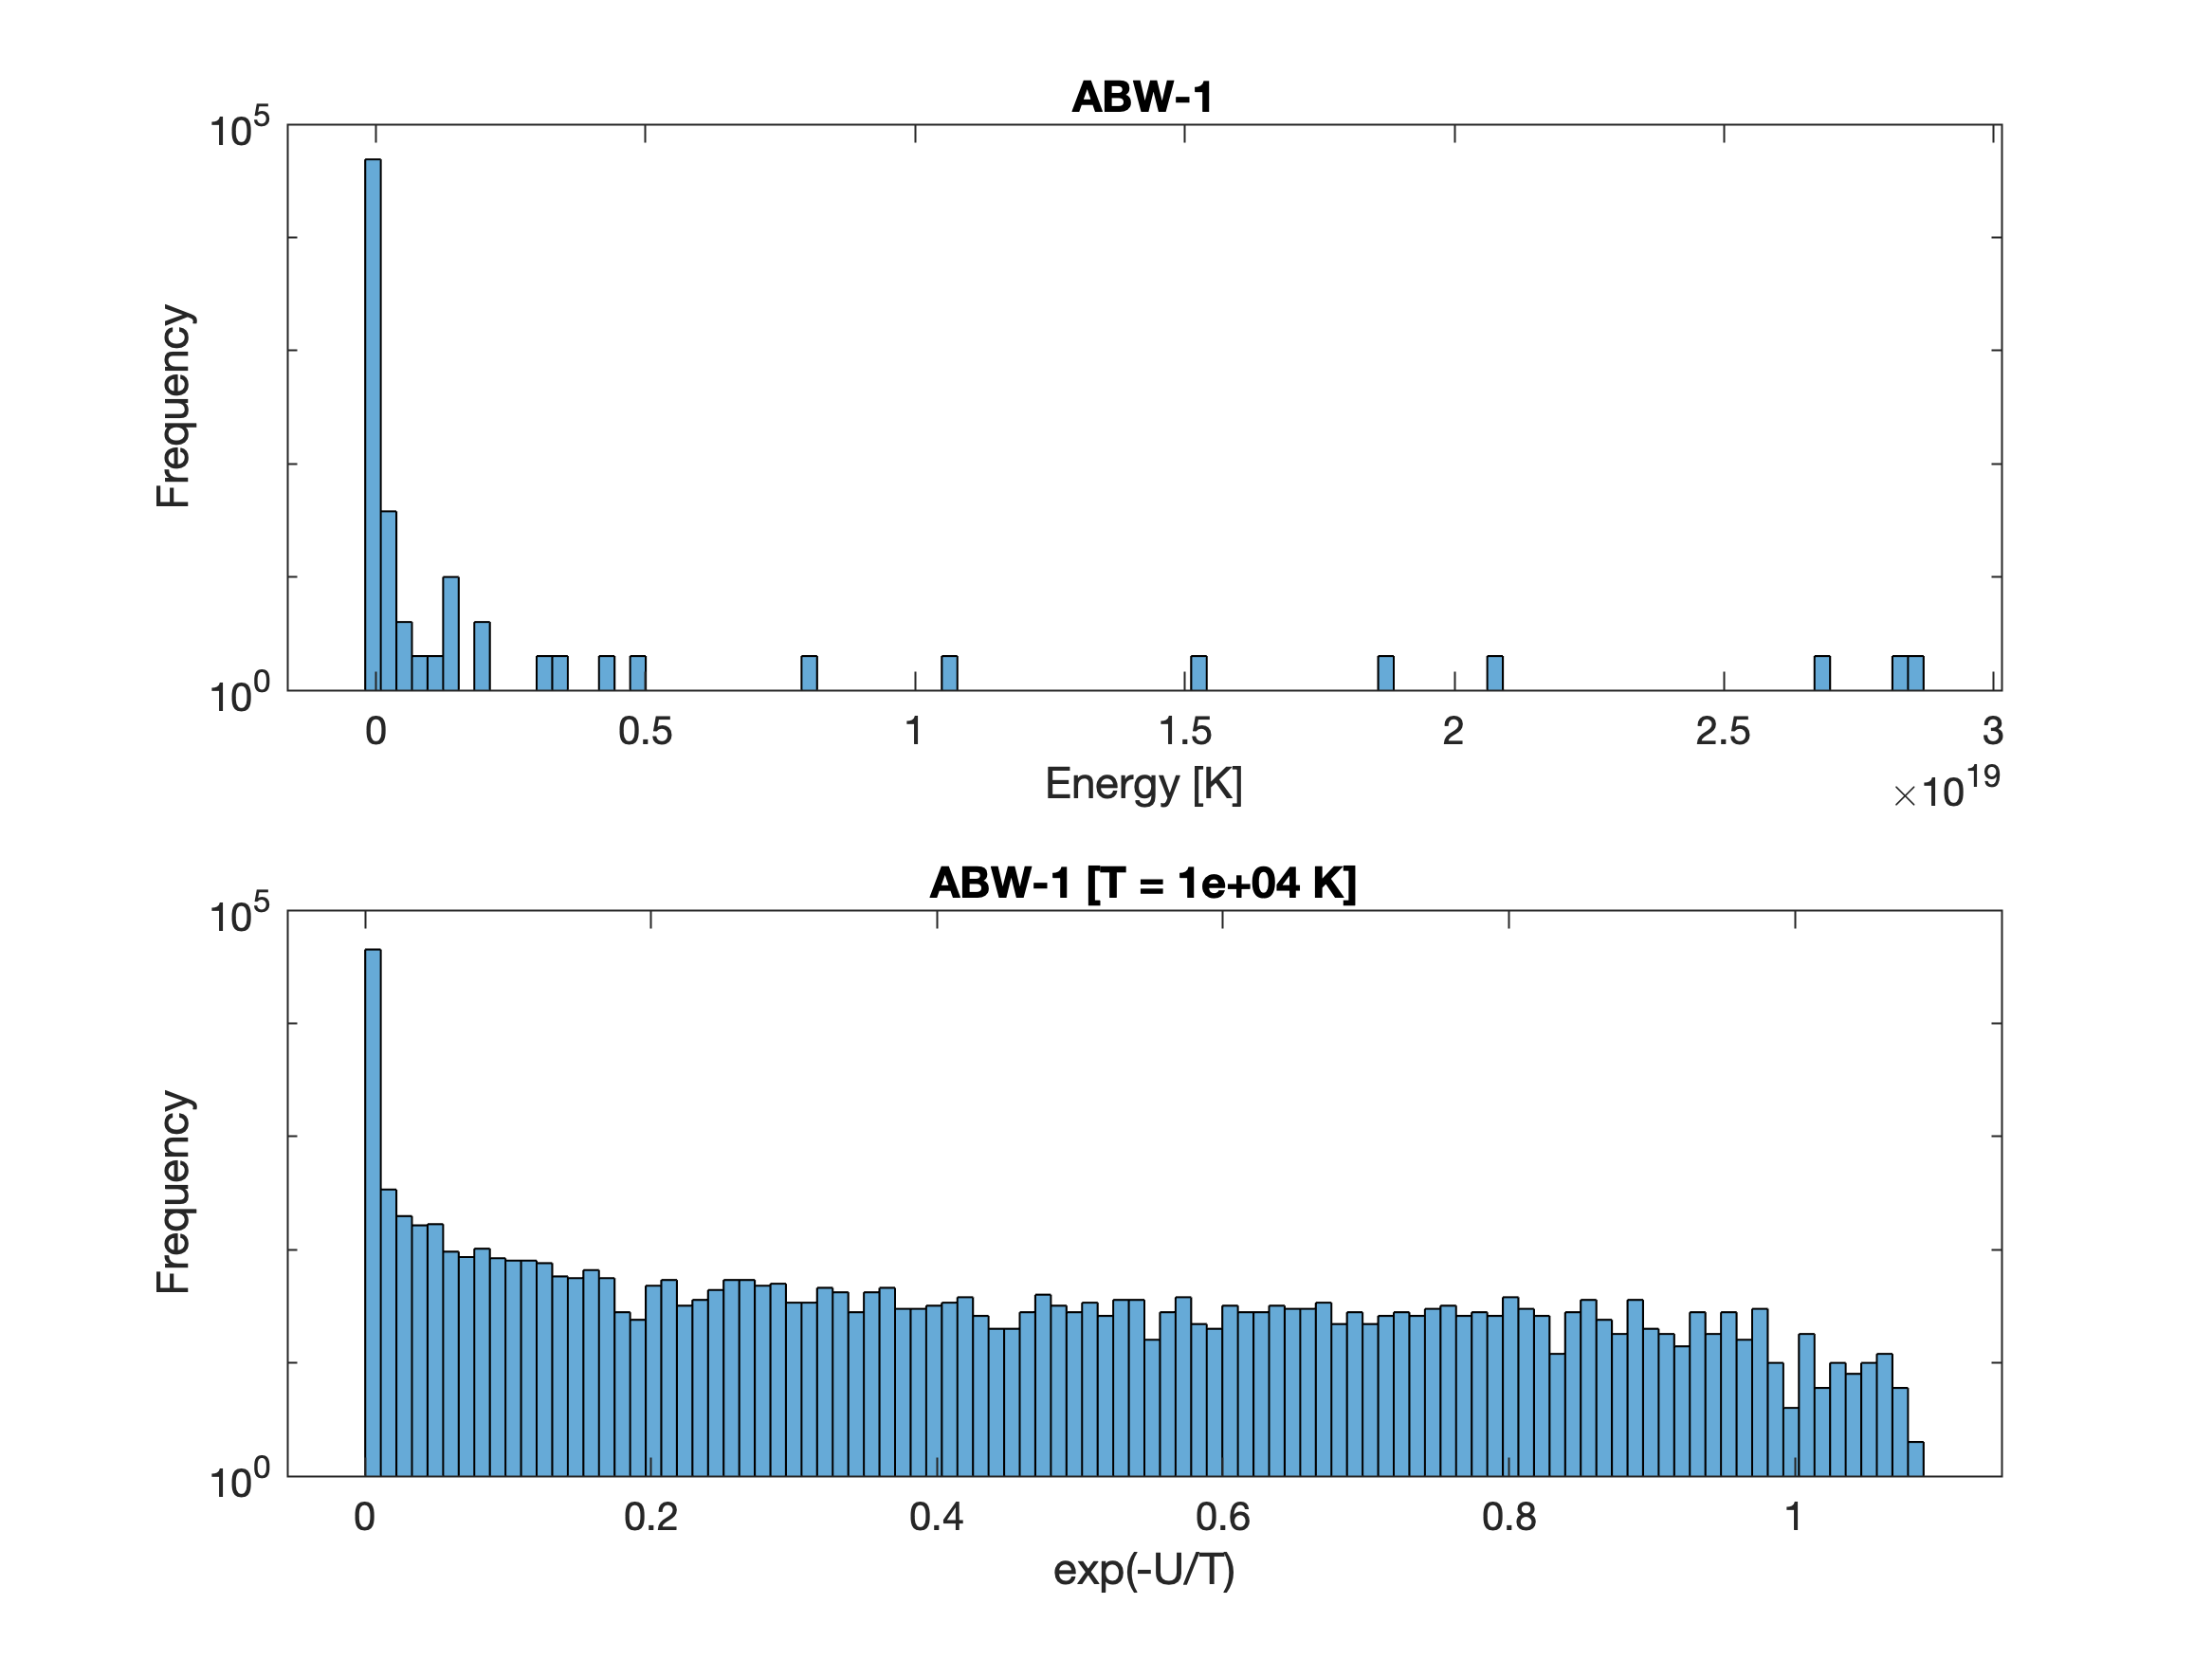 ABW-1
10^5
Frequency
10^0
0 0.5 1 1.5 2 2.5 3
Energy [K]
×10^19
ABW-1 [T = 1e+04 K]
10^5
Frequency
10^0
0 0.2 0.4 0.6 0.8 1
exp(-U/T)